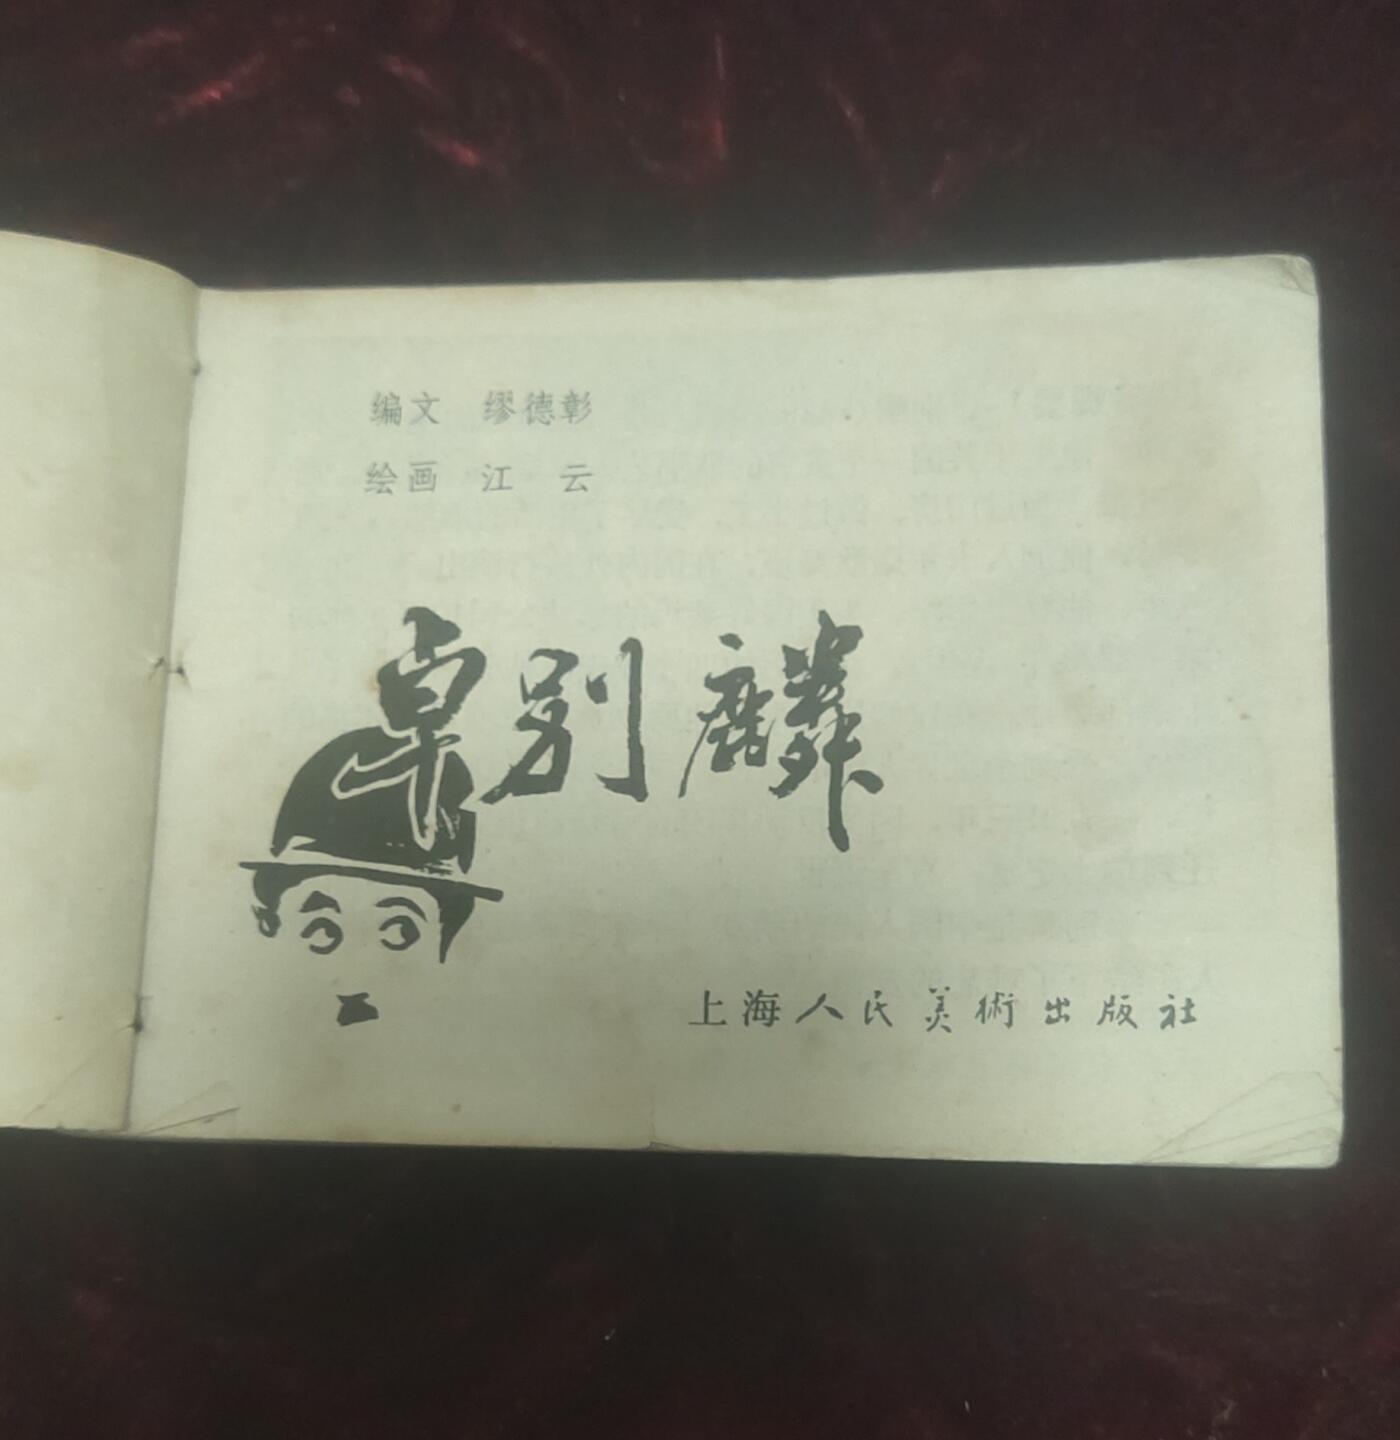 编文 缪德彰
绘画 江 云
卓别麟
上海人民美術出版社